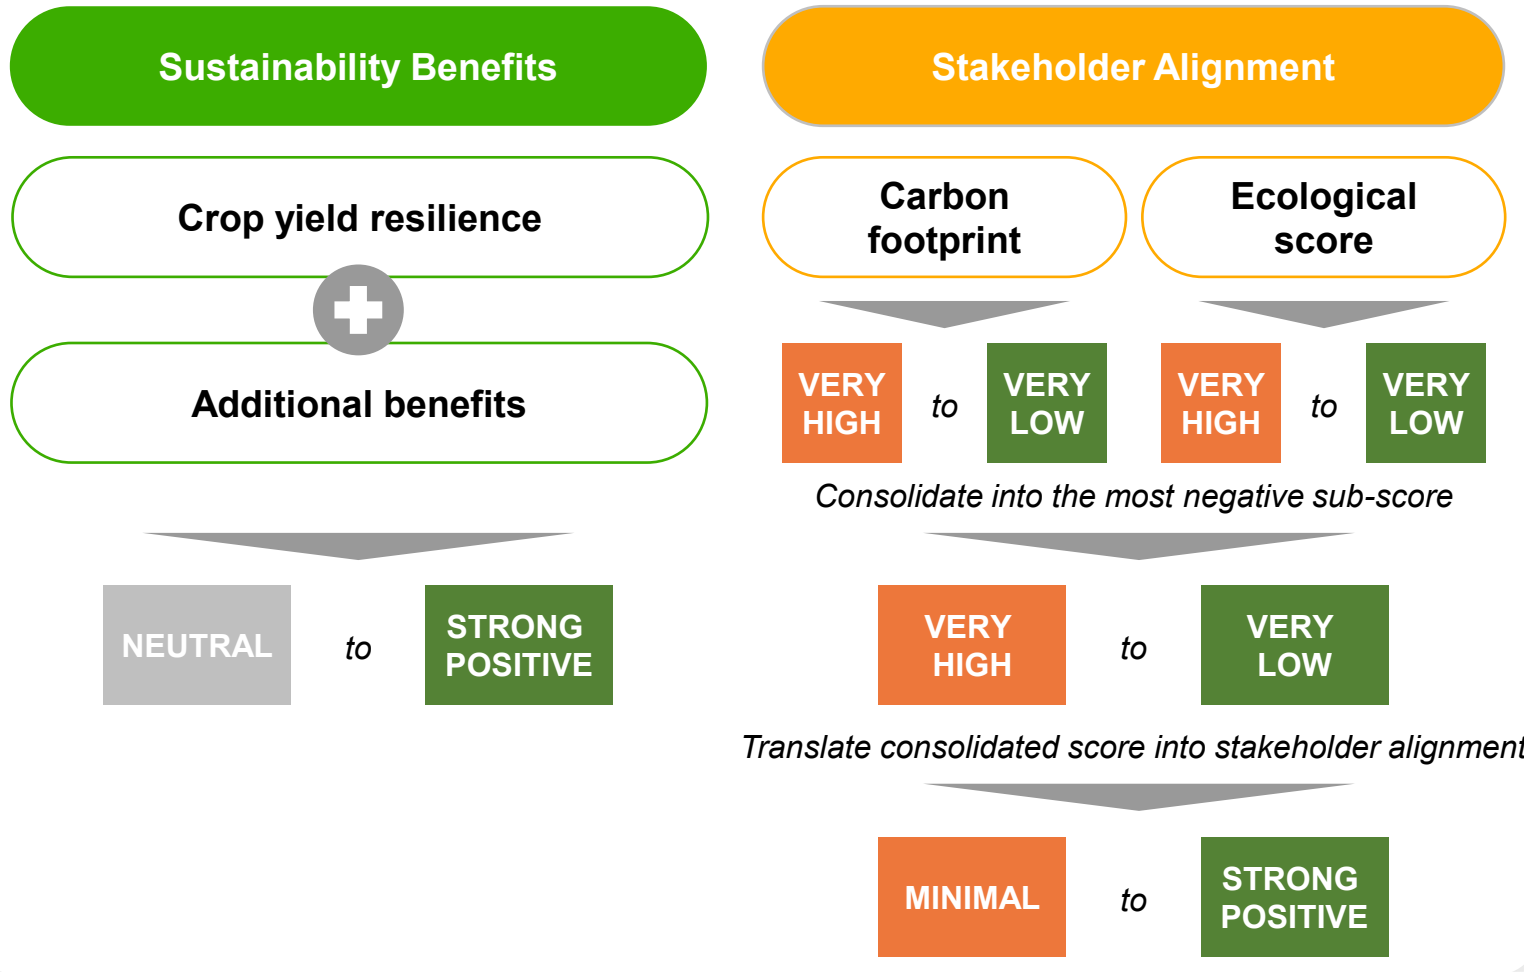 Sustainability Benefits
Crop yield resilience
Additional benefits
NEUTRAL
to
STRONG
POSITIVE
Stakeholder Alignment
Carbon
footprint
Ecological
score
VERY
HIGH
to
VERY
LOW
VERY
HIGH
to
VERY
LOW
Consolidate into the most negative sub-score
VERY
HIGH
to
VERY
LOW
Translate consolidated score into stakeholder alignment
MINIMAL
to
STRONG
POSITIVE